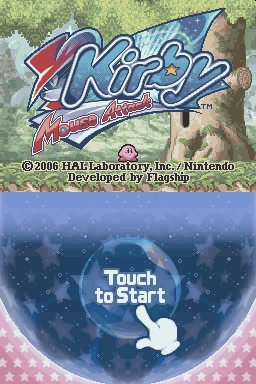 Kirby
Mouse Attack
TM
© 2006 HAL Laboratory, Inc. / Nintendo
Developed by Flagship
Touch
to Start